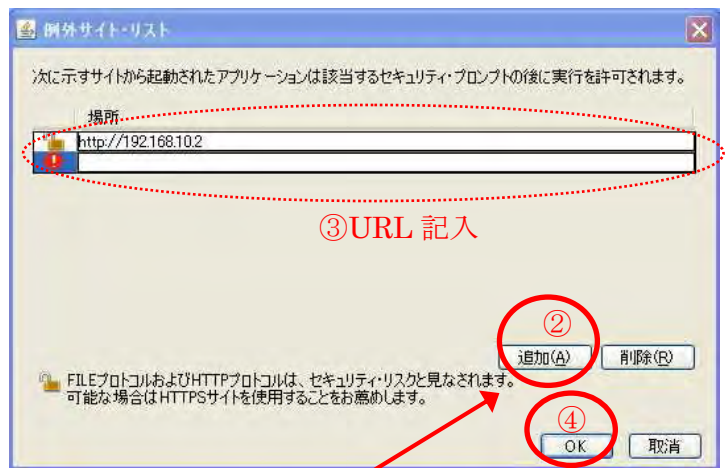 例外サイト・リスト
次に示すサイトから起動されたアプリケーションは該当するセキュリティ・プロンプトの後に実行を許可されます。
場所
http://192.168.10.2
③URL 記入
②
追加(A) 削除(R)
FILEプロトコルおよびHTTPプロトコルは、セキュリティ・リスクと見なされます。
可能な場合はHTTPSサイトを使用することをお薦めします。
④
OK 取消